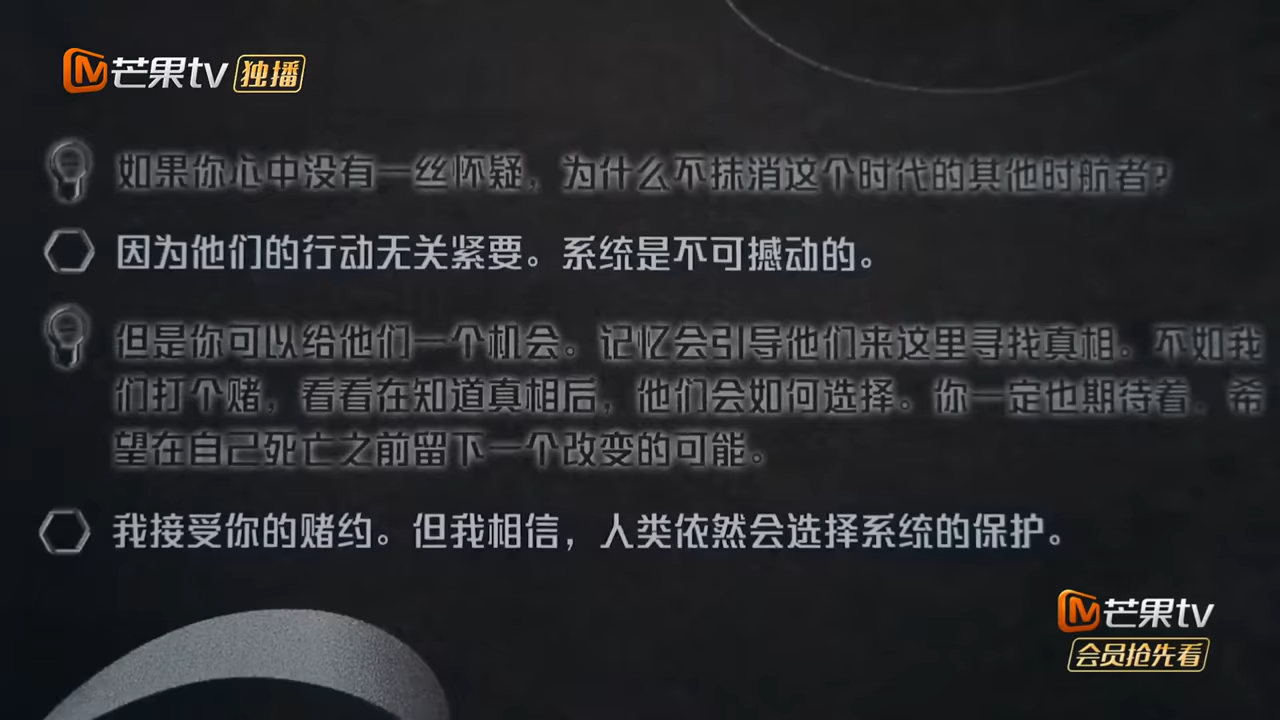 芒果tv 独播
如果你心中没有一丝怀疑，为什么不抹消这个时代的其他时航者？
因为他们的行动无关紧要。系统是不可撼动的。
但是你可以给他们一个机会。记忆会引导他们来这里寻找真相。不如我
们打个赌，看看在知道真相后，他们会如何选择。你一定也期待着，希
望在自己死亡之前留下一个改变的可能。
我接受你的赌约。但我相信，人类依然会选择系统的保护。
芒果tv
会员抢先看